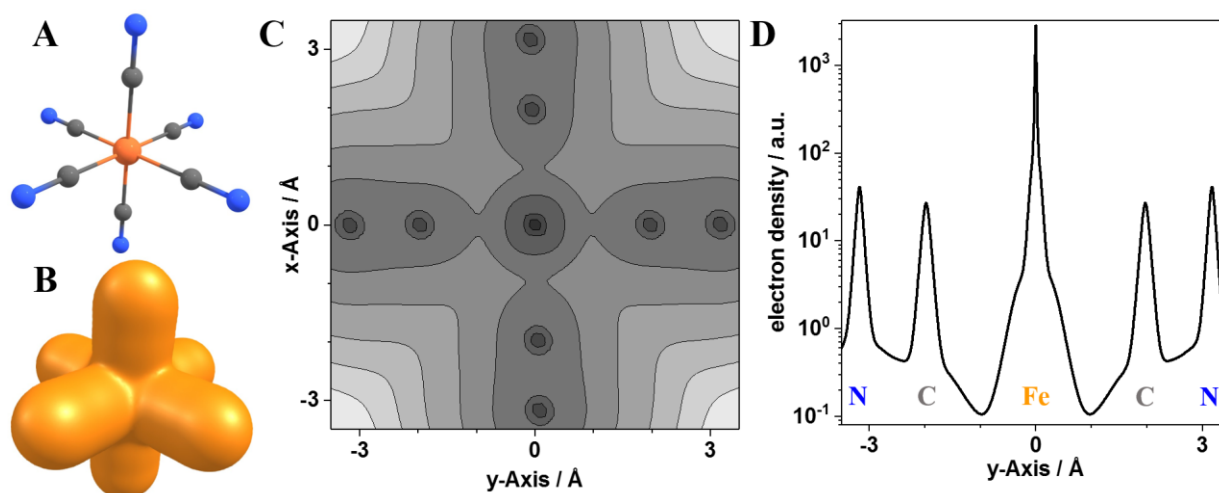 A
B
C
x-Axis / Å
3
0
-3
-3
0
3
y-Axis / Å
D
electron density / a.u.
10³
10²
10¹
10⁰
10⁻¹
N
C
Fe
C
N
-3
0
3
y-Axis / Å